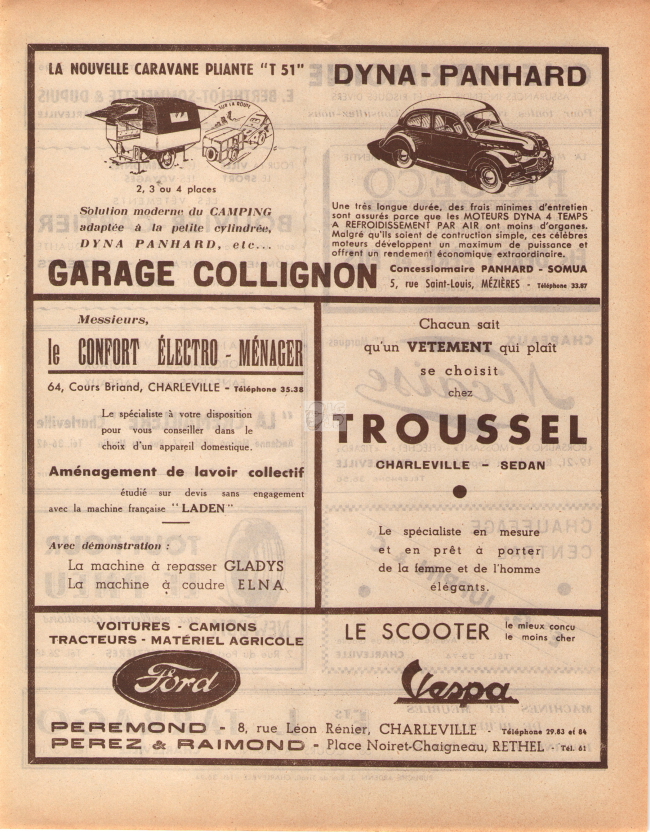 LA NOUVELLE CARAVANE PLIANTE "T 51"
SUR LA ROUTE
2, 3 ou 4 places
Solution moderne du CAMPING
adaptée à la petite cylindrée,
DYNA PANHARD, etc...
DYNA - PANHARD
Une très longue durée, des frais minimes d'entretien
sont assurés parce que les MOTEURS DYNA 4 TEMPS
A REFROIDISSEMENT PAR AIR ont moins d'organes.
Malgré qu'ils soient de construction simple, ces célèbres
moteurs développent un maximum de puissance et
offrent un rendement économique extraordinaire.
GARAGE COLLIGNON
Concessionnaire PANHARD - SOMUA
5, rue Saint-Louis, MÉZIÈRES - Téléphone 33.87
Messieurs,
le CONFORT ÉLECTRO - MÉNAGER
64, Cours Briand, CHARLEVILLE - Téléphone 35.38
Le spécialiste à votre disposition
pour vous conseiller dans le
choix d'un appareil domestique.
Aménagement de lavoir collectif
étudié sur devis sans engagement
avec la machine française "LADEN"
Avec démonstration :
La machine à repasser GLADYS
La machine à coudre ELNA
Chacun sait
qu'un VETEMENT qui plaît
se choisit
chez
TROUSSEL
CHARLEVILLE - SEDAN
Le spécialiste en mesure
et en prêt à porter
de la femme et de l'homme
élégants.
VOITURES - CAMIONS
TRACTEURS - MATÉRIEL AGRICOLE
Ford
LE SCOOTER
le mieux concu
le moins cher
Vespa
PEREMOND - 8, rue Léon Rénier, CHARLEVILLE - Téléphone 29.83 et 84
PEREZ & RAIMOND - Place Noiret-Chaigneau, RETHEL - Tél. 61